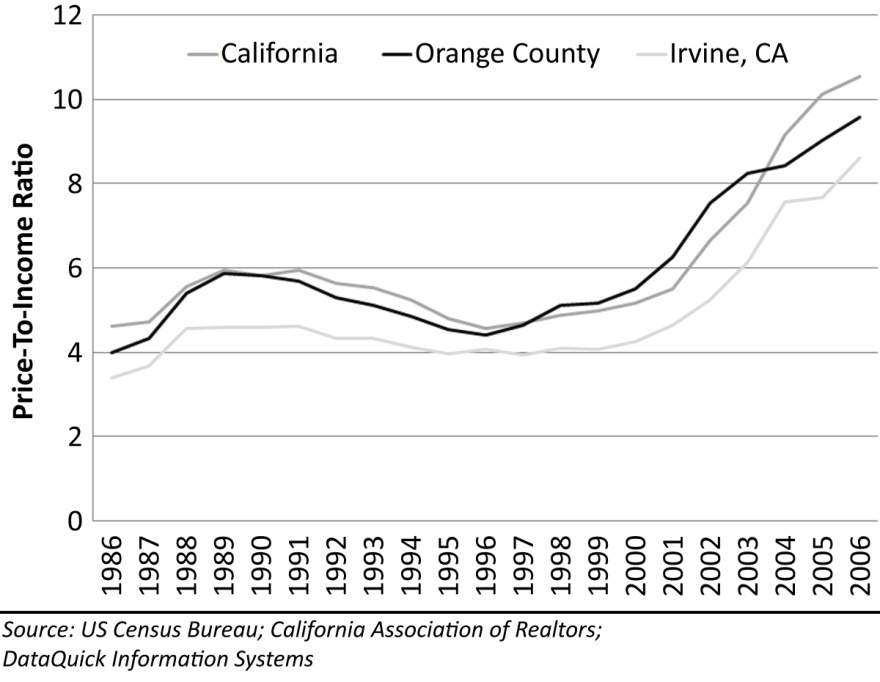 12
California Orange County Irvine, CA
10
8
6
4
2
0
Price-To-Income Ratio
1986 1987 1988 1989 1990 1991 1992 1993 1994 1995 1996 1997 1998 1999 2000 2001 2002 2003 2004 2005 2006
Source: US Census Bureau; California Association of Realtors;
DataQuick Information Systems